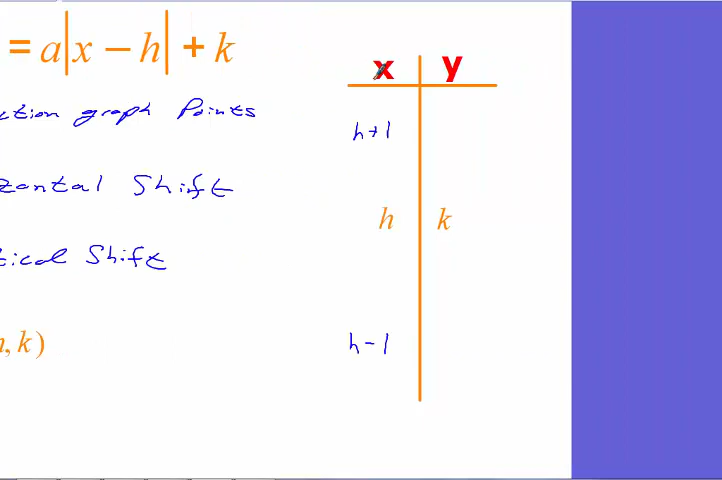 = a|x − h| + k
x y
ction graph Points
h+1
zontal Shift
h k
tical Shift
h, k)
h-1